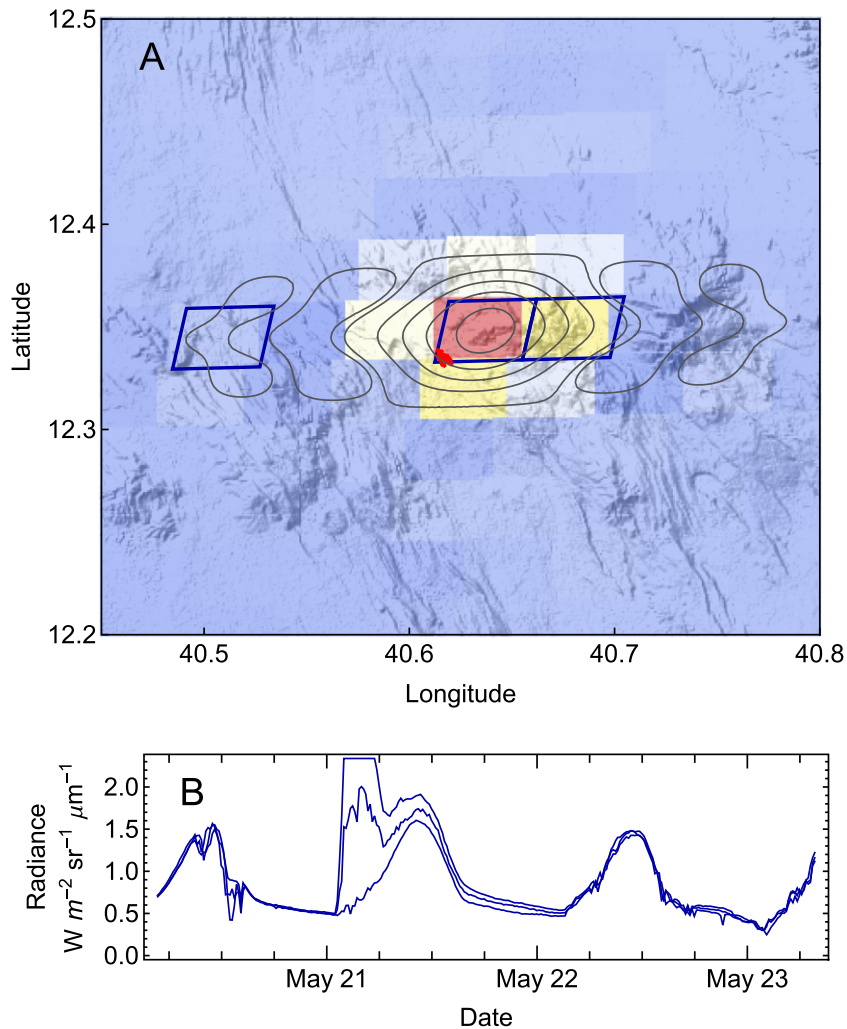 12.5
A
12.4
12.3
12.2
Latitude
40.5 40.6 40.7 40.8
Longitude
B
2.0
1.5
1.0
0.5
0.0
Radiance
W m⁻² sr⁻¹ μm⁻¹
May 21 May 22 May 23
Date